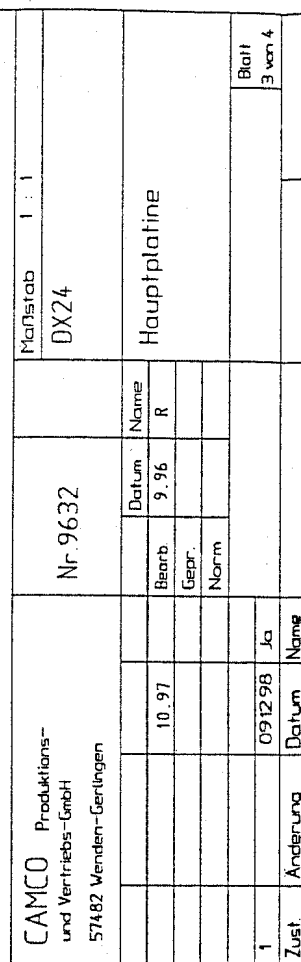 CAMCO Produktions-
und Vertriebs-GmbH
57482 Wenden-Gerlingen
Nr.9632
Maßstab 1 : 1
DX24
Datum Name
10.97 Bearb. 9.96 R
Gepr.
Norm
Hauptplatine
1 091298 Ja
Zust. Änderung Datum Name
Blatt
3 von 4